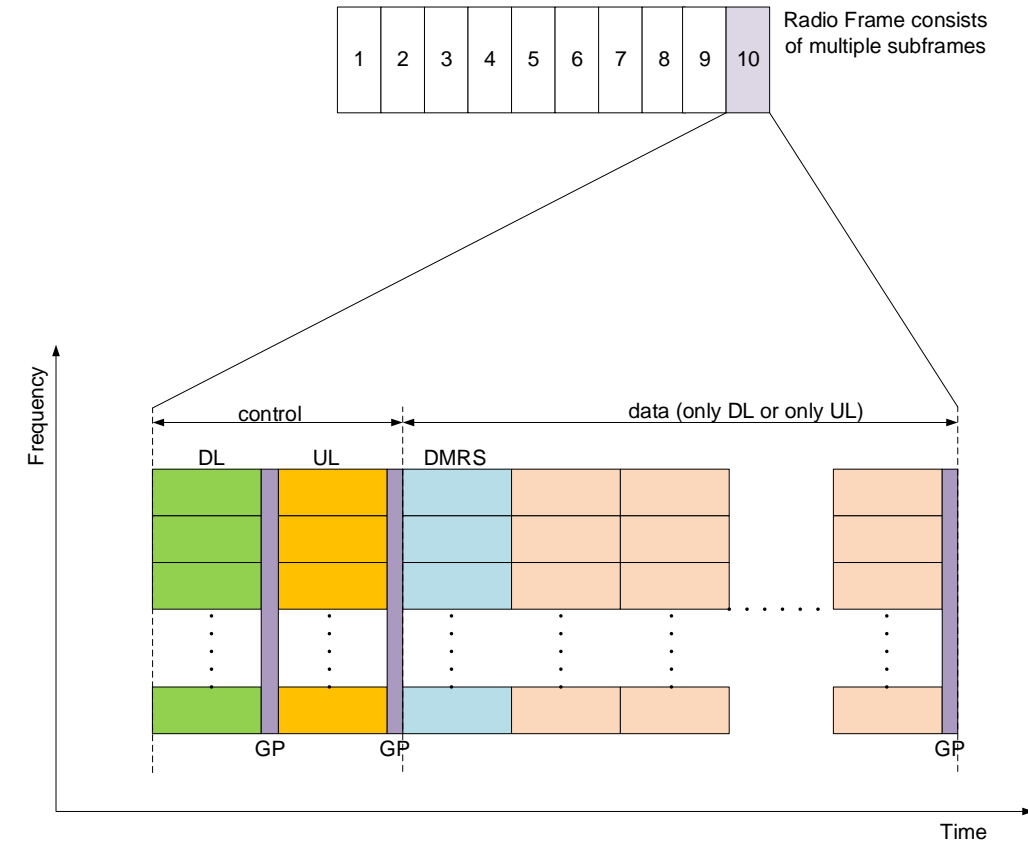 Radio Frame consists
of multiple subframes
1 2 3 4 5 6 7 8 9 10
Frequency
control
data (only DL or only UL)
DL UL DMRS
GP GP GP
Time